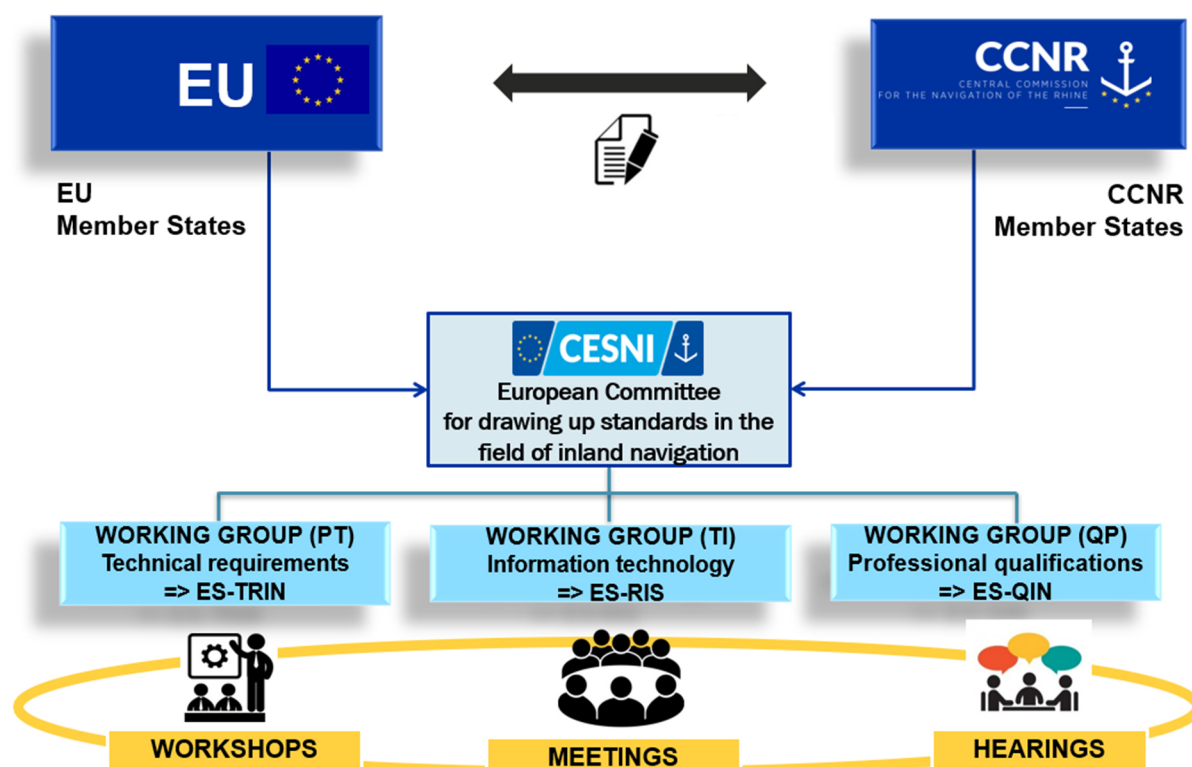 EU
CCNR
CENTRAL COMMISSION
FOR THE NAVIGATION OF THE RHINE
EU
Member States
CCNR
Member States
CESNI
European Committee
for drawing up standards in the
field of inland navigation
WORKING GROUP (PT)
Technical requirements
=> ES-TRIN
WORKING GROUP (TI)
Information technology
=> ES-RIS
WORKING GROUP (QP)
Professional qualifications
=> ES-QIN
WORKSHOPS
MEETINGS
HEARINGS